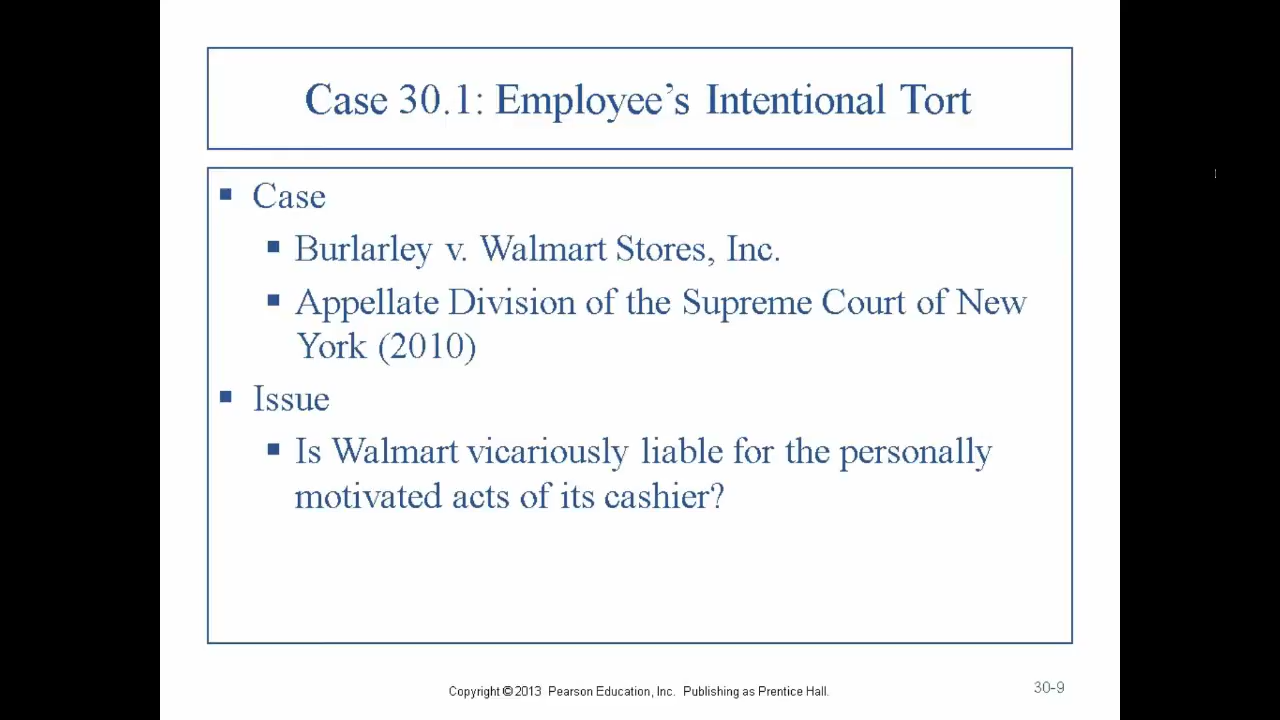 Case 30.1: Employee’s Intentional Tort
Case
Burlarley v. Walmart Stores, Inc.
Appellate Division of the Supreme Court of New
York (2010)
Issue
Is Walmart vicariously liable for the personally
motivated acts of its cashier?
Copyright © 2013 Pearson Education, Inc. Publishing as Prentice Hall.
30-9